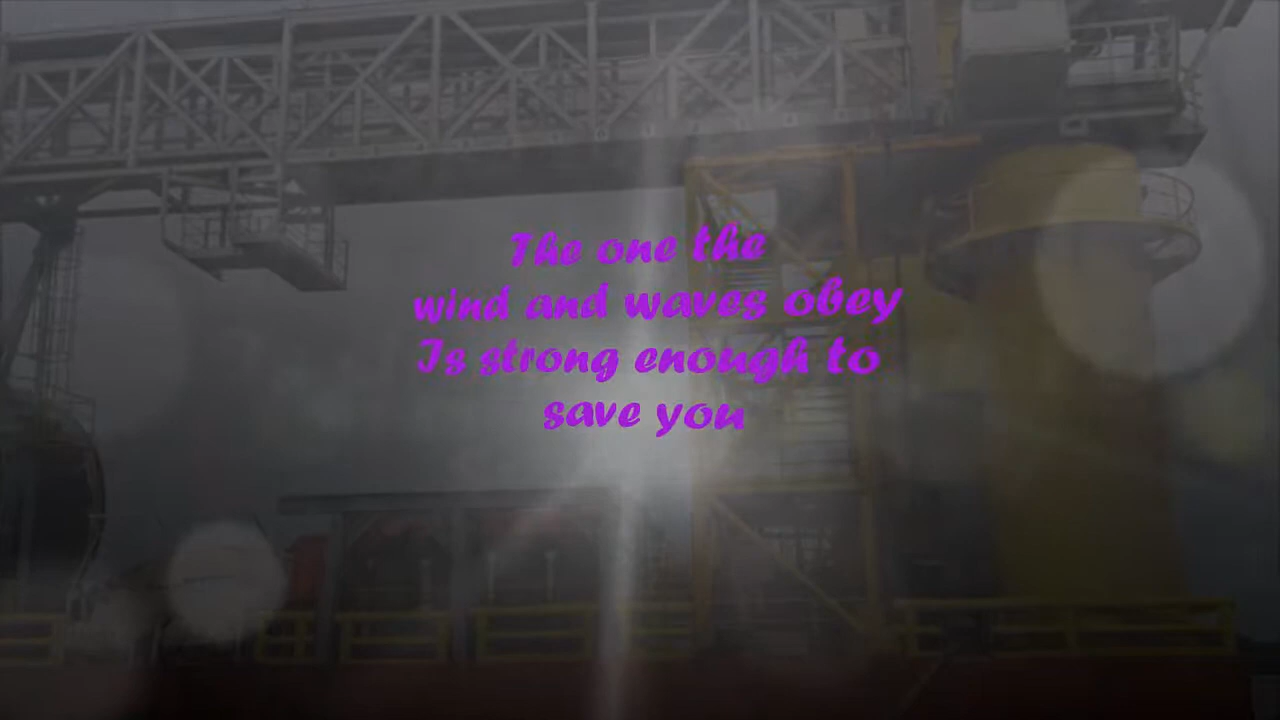 The one the
wind and waves obey
Is strong enough to
save you